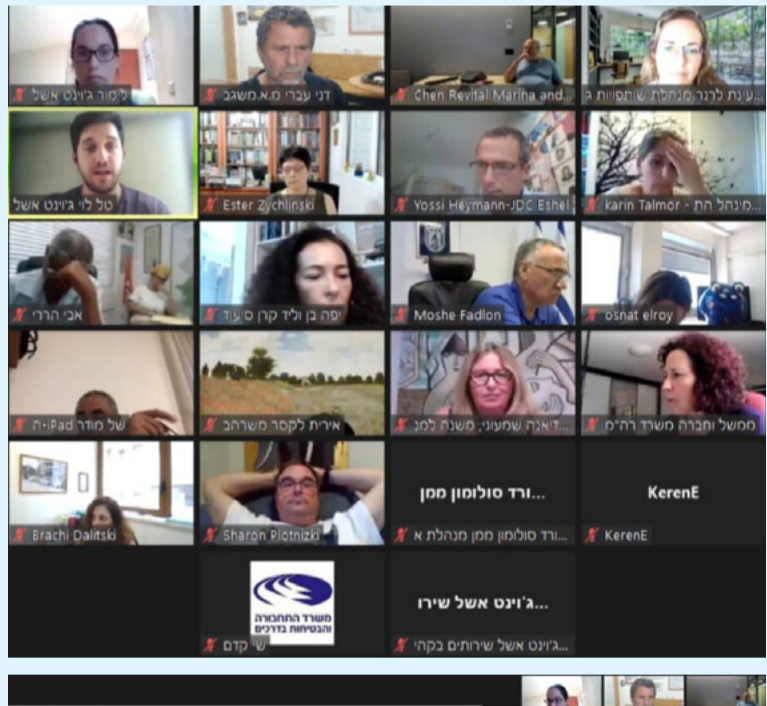 לימור ג'וינט אשל
דני עברי מ.א.משגב
Chen Revital Marina and...
עינת לרנר מנהלת שותפויות ג...
טל לוי ג'וינט אשל
Ester Zychlinski
Yossi Heymann-JDC Eshel
karin Talmor - מינהל הת...
אבי הררי
יפה בן וליד קרן סיעוד
Moshe Fadlon
osnat elroy
ה-iPad של מודר
אירית לקסר משרהב
דיאנה שמעוני, משנה למנ...
ממשל וחברה משרד רה"מ
Brachi Dalitski
Sharon Plotnizki
ורד סולומון ממן...
ורד סולומון ממן מנהלת א...
KerenE
KerenE
משרד התחבורה
והבטיחות בדרכים
שי קדם
ג'וינט אשל שירו...
ג'וינט אשל שירותים בקהי...